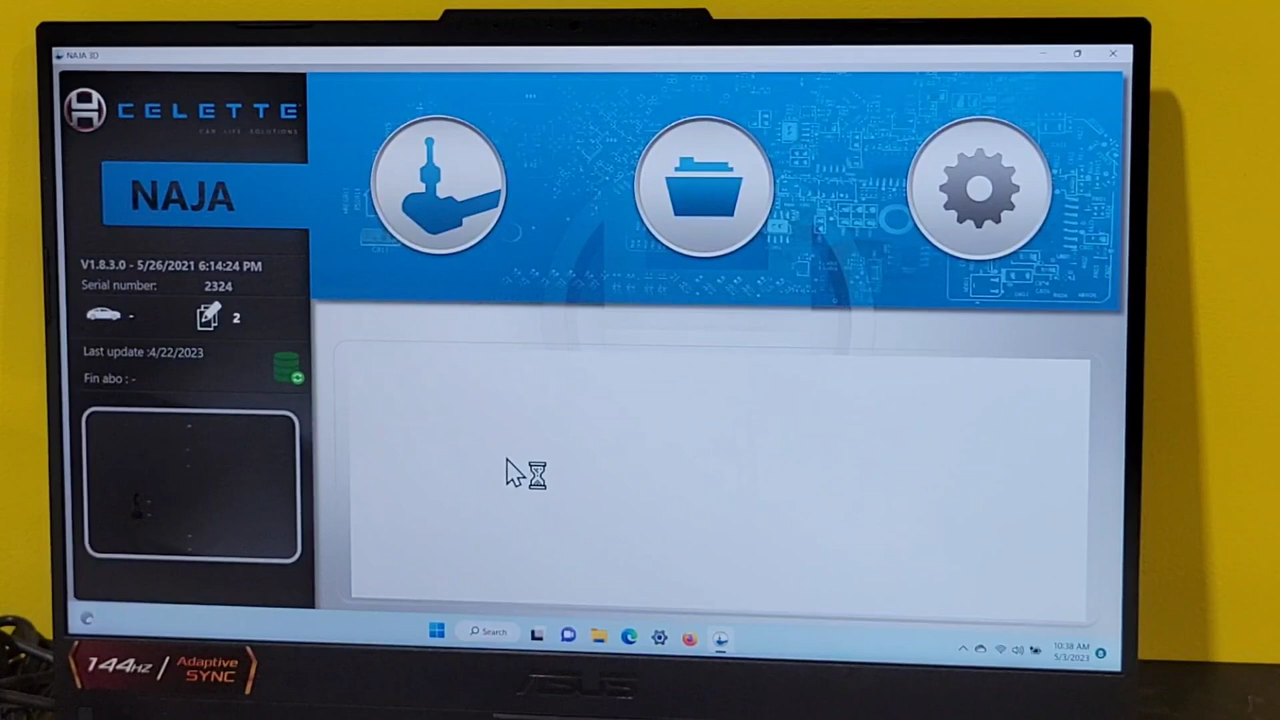 NAJA 3D
CELETTE
CAR LIFE SOLUTIONS
NAJA
V1.8.3.0 - 5/26/2021 6:14:24 PM
Serial number: 2324
- 2
Last update :4/22/2023
Fin abo : -
Search
10:38 AM
5/3/2023
8
144HZ / Adaptive
SYNC
ASUS